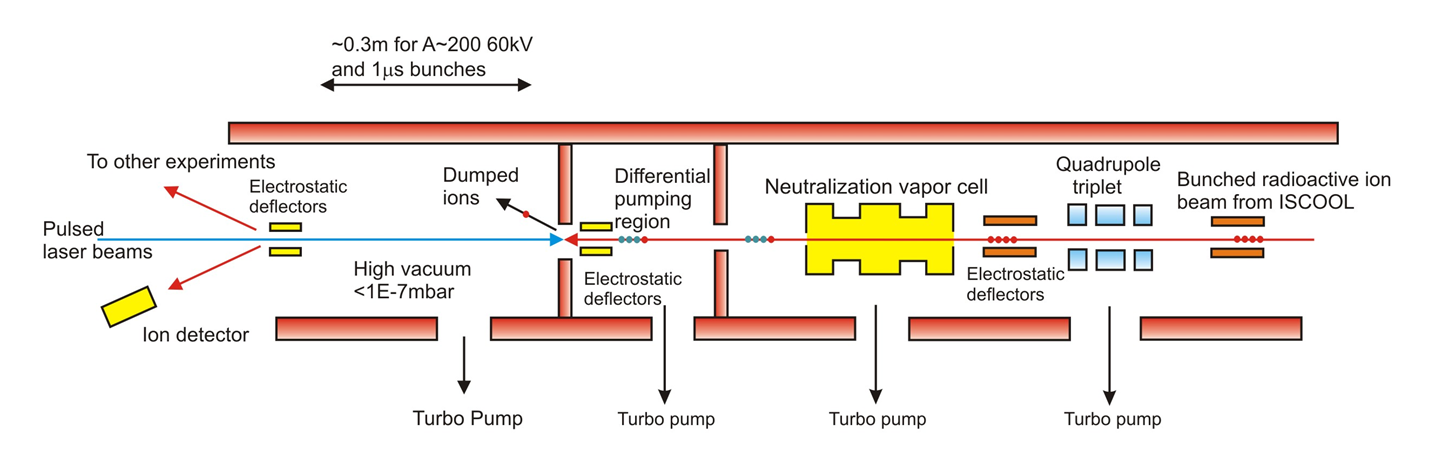 ~0.3m for A~200 60kV
and 1μs bunches
To other experiments
Electrostatic
deflectors
Pulsed
laser beams
Ion detector
High vacuum
<1E-7mbar
Dumped
ions
Differential
pumping
region
Electrostatic
deflectors
Neutralization vapor cell
Electrostatic
deflectors
Quadrupole
triplet
Bunched radioactive ion
beam from ISCOOL
Turbo Pump
Turbo pump
Turbo pump
Turbo pump